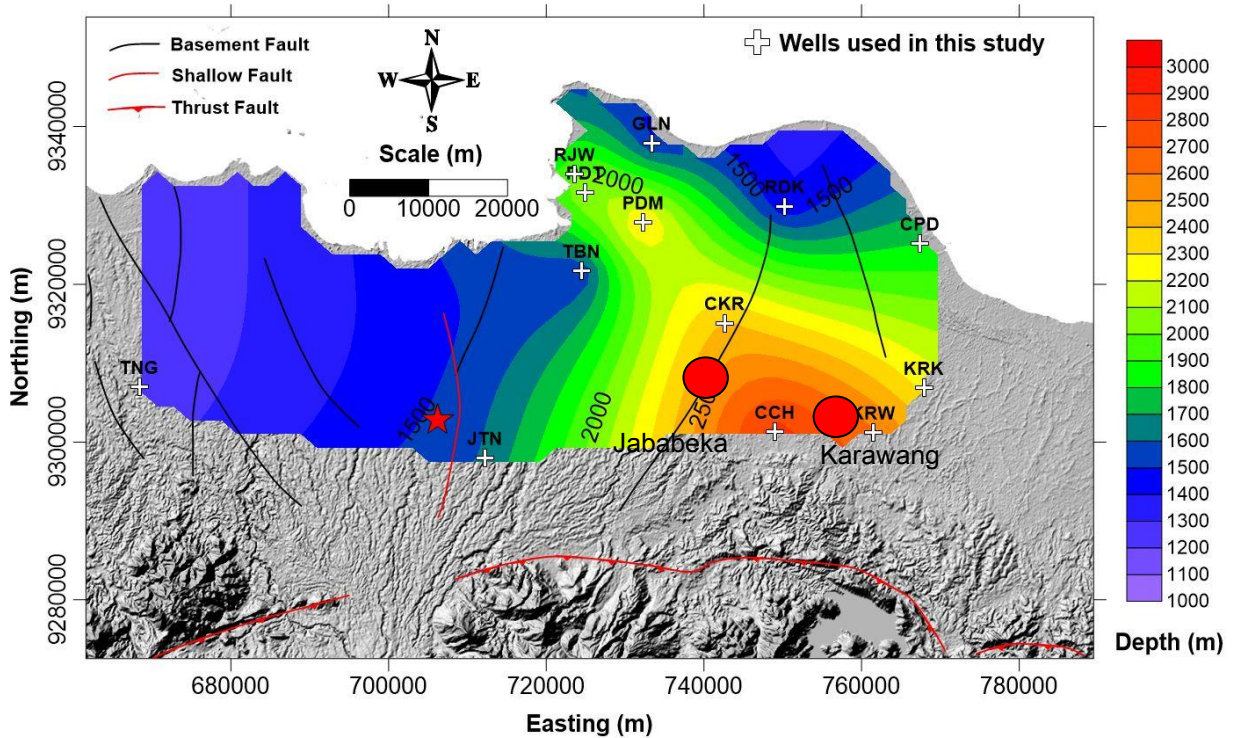 Basement Fault
Shallow Fault
Thrust Fault
N
W E
S
Scale (m)
0 10000 20000
Wells used in this study
GLN
RJW
2000
PDM
1500
RDK
1500
CPD
TBN
CKR
TNG
KRK
1500
2000
CCH
KRW
JTN
Jababeka
Karawang
9340000
9320000
9300000
9280000
Northing (m)
680000 700000 720000 740000 760000 780000
Easting (m)
3000
2900
2800
2700
2600
2500
2400
2300
2200
2100
2000
1900
1800
1700
1600
1500
1400
1300
1200
1100
1000
Depth (m)